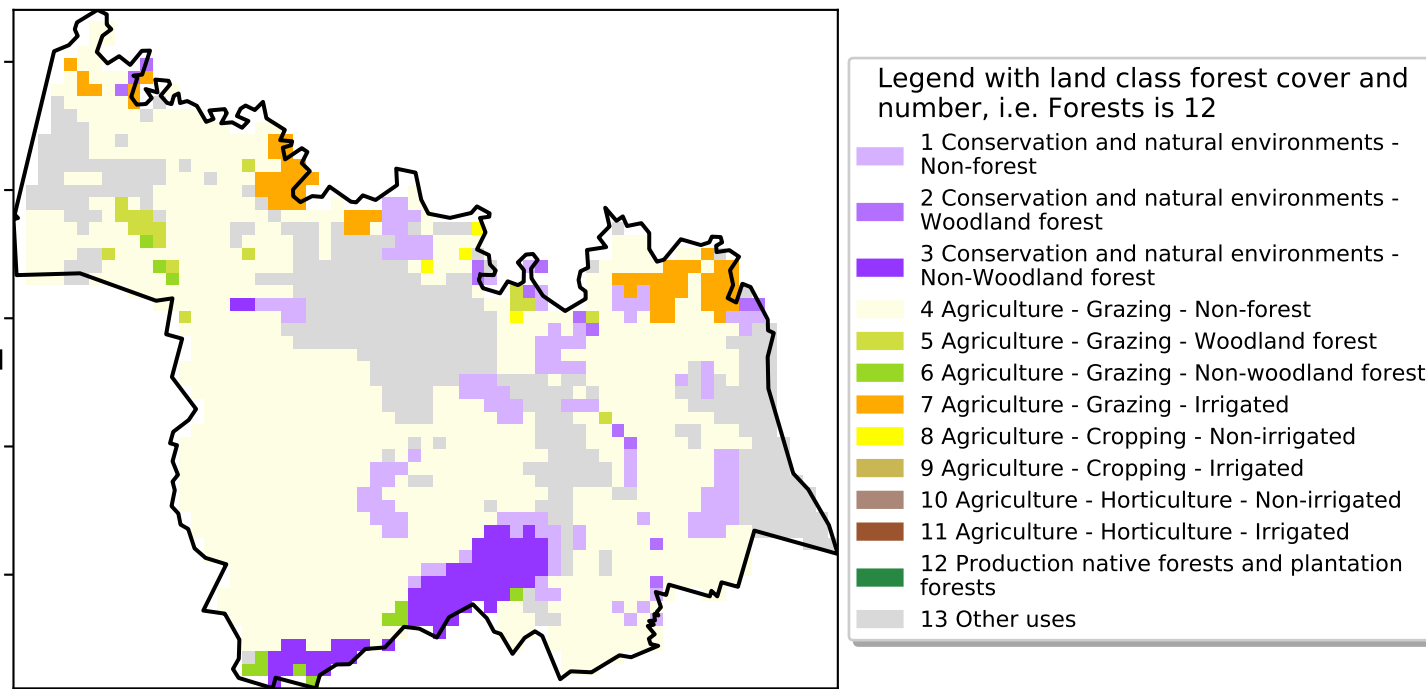 Legend with land class forest cover and
number, i.e. Forests is 12
1 Conservation and natural environments -
Non-forest
2 Conservation and natural environments -
Woodland forest
3 Conservation and natural environments -
Non-Woodland forest
4 Agriculture - Grazing - Non-forest
5 Agriculture - Grazing - Woodland forest
6 Agriculture - Grazing - Non-woodland forest
7 Agriculture - Grazing - Irrigated
8 Agriculture - Cropping - Non-irrigated
9 Agriculture - Cropping - Irrigated
10 Agriculture - Horticulture - Non-irrigated
11 Agriculture - Horticulture - Irrigated
12 Production native forests and plantation
forests
13 Other uses